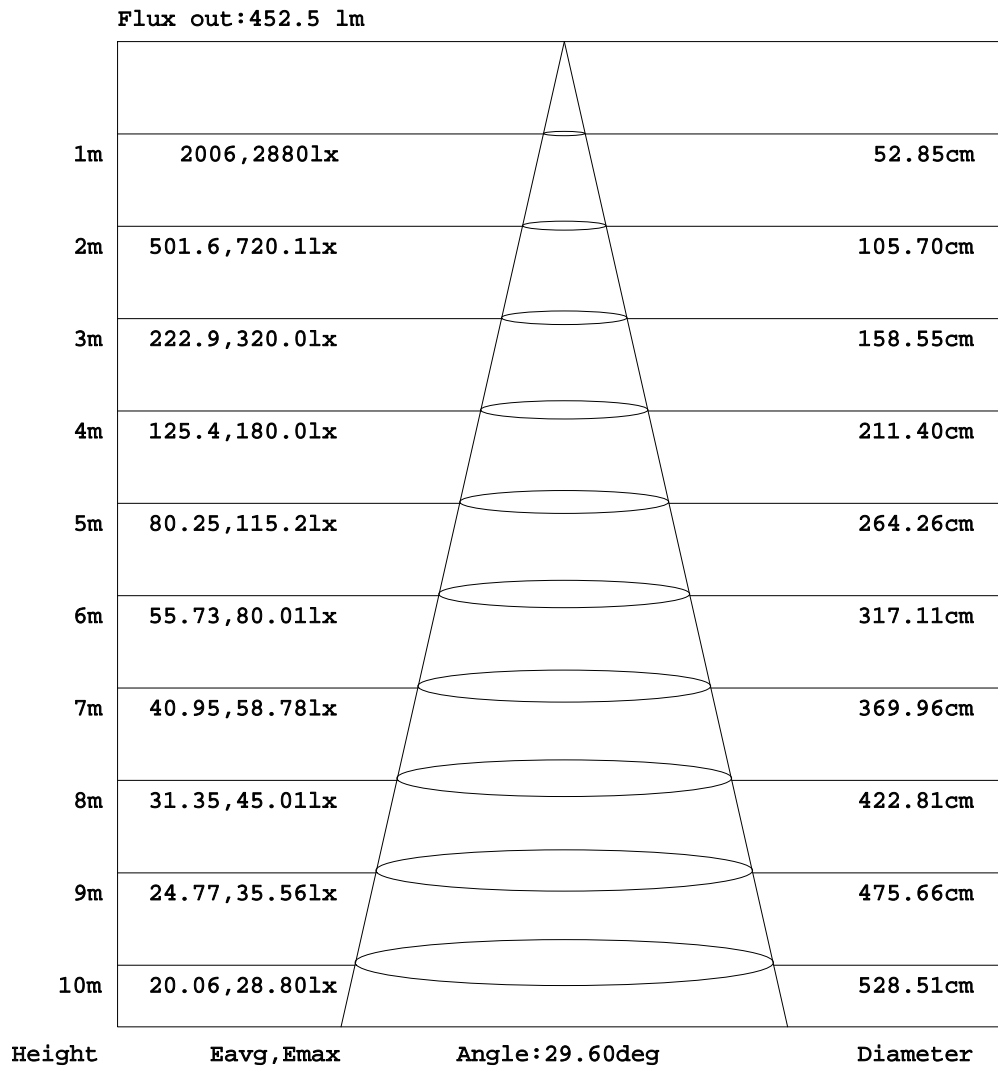 Flux out:452.5 lm
1m 2006,2880lx 52.85cm
2m 501.6,720.1lx 105.70cm
3m 222.9,320.0lx 158.55cm
4m 125.4,180.0lx 211.40cm
5m 80.25,115.2lx 264.26cm
6m 55.73,80.01lx 317.11cm
7m 40.95,58.78lx 369.96cm
8m 31.35,45.01lx 422.81cm
9m 24.77,35.56lx 475.66cm
10m 20.06,28.80lx 528.51cm
Height Eavg,Emax Angle:29.60deg Diameter